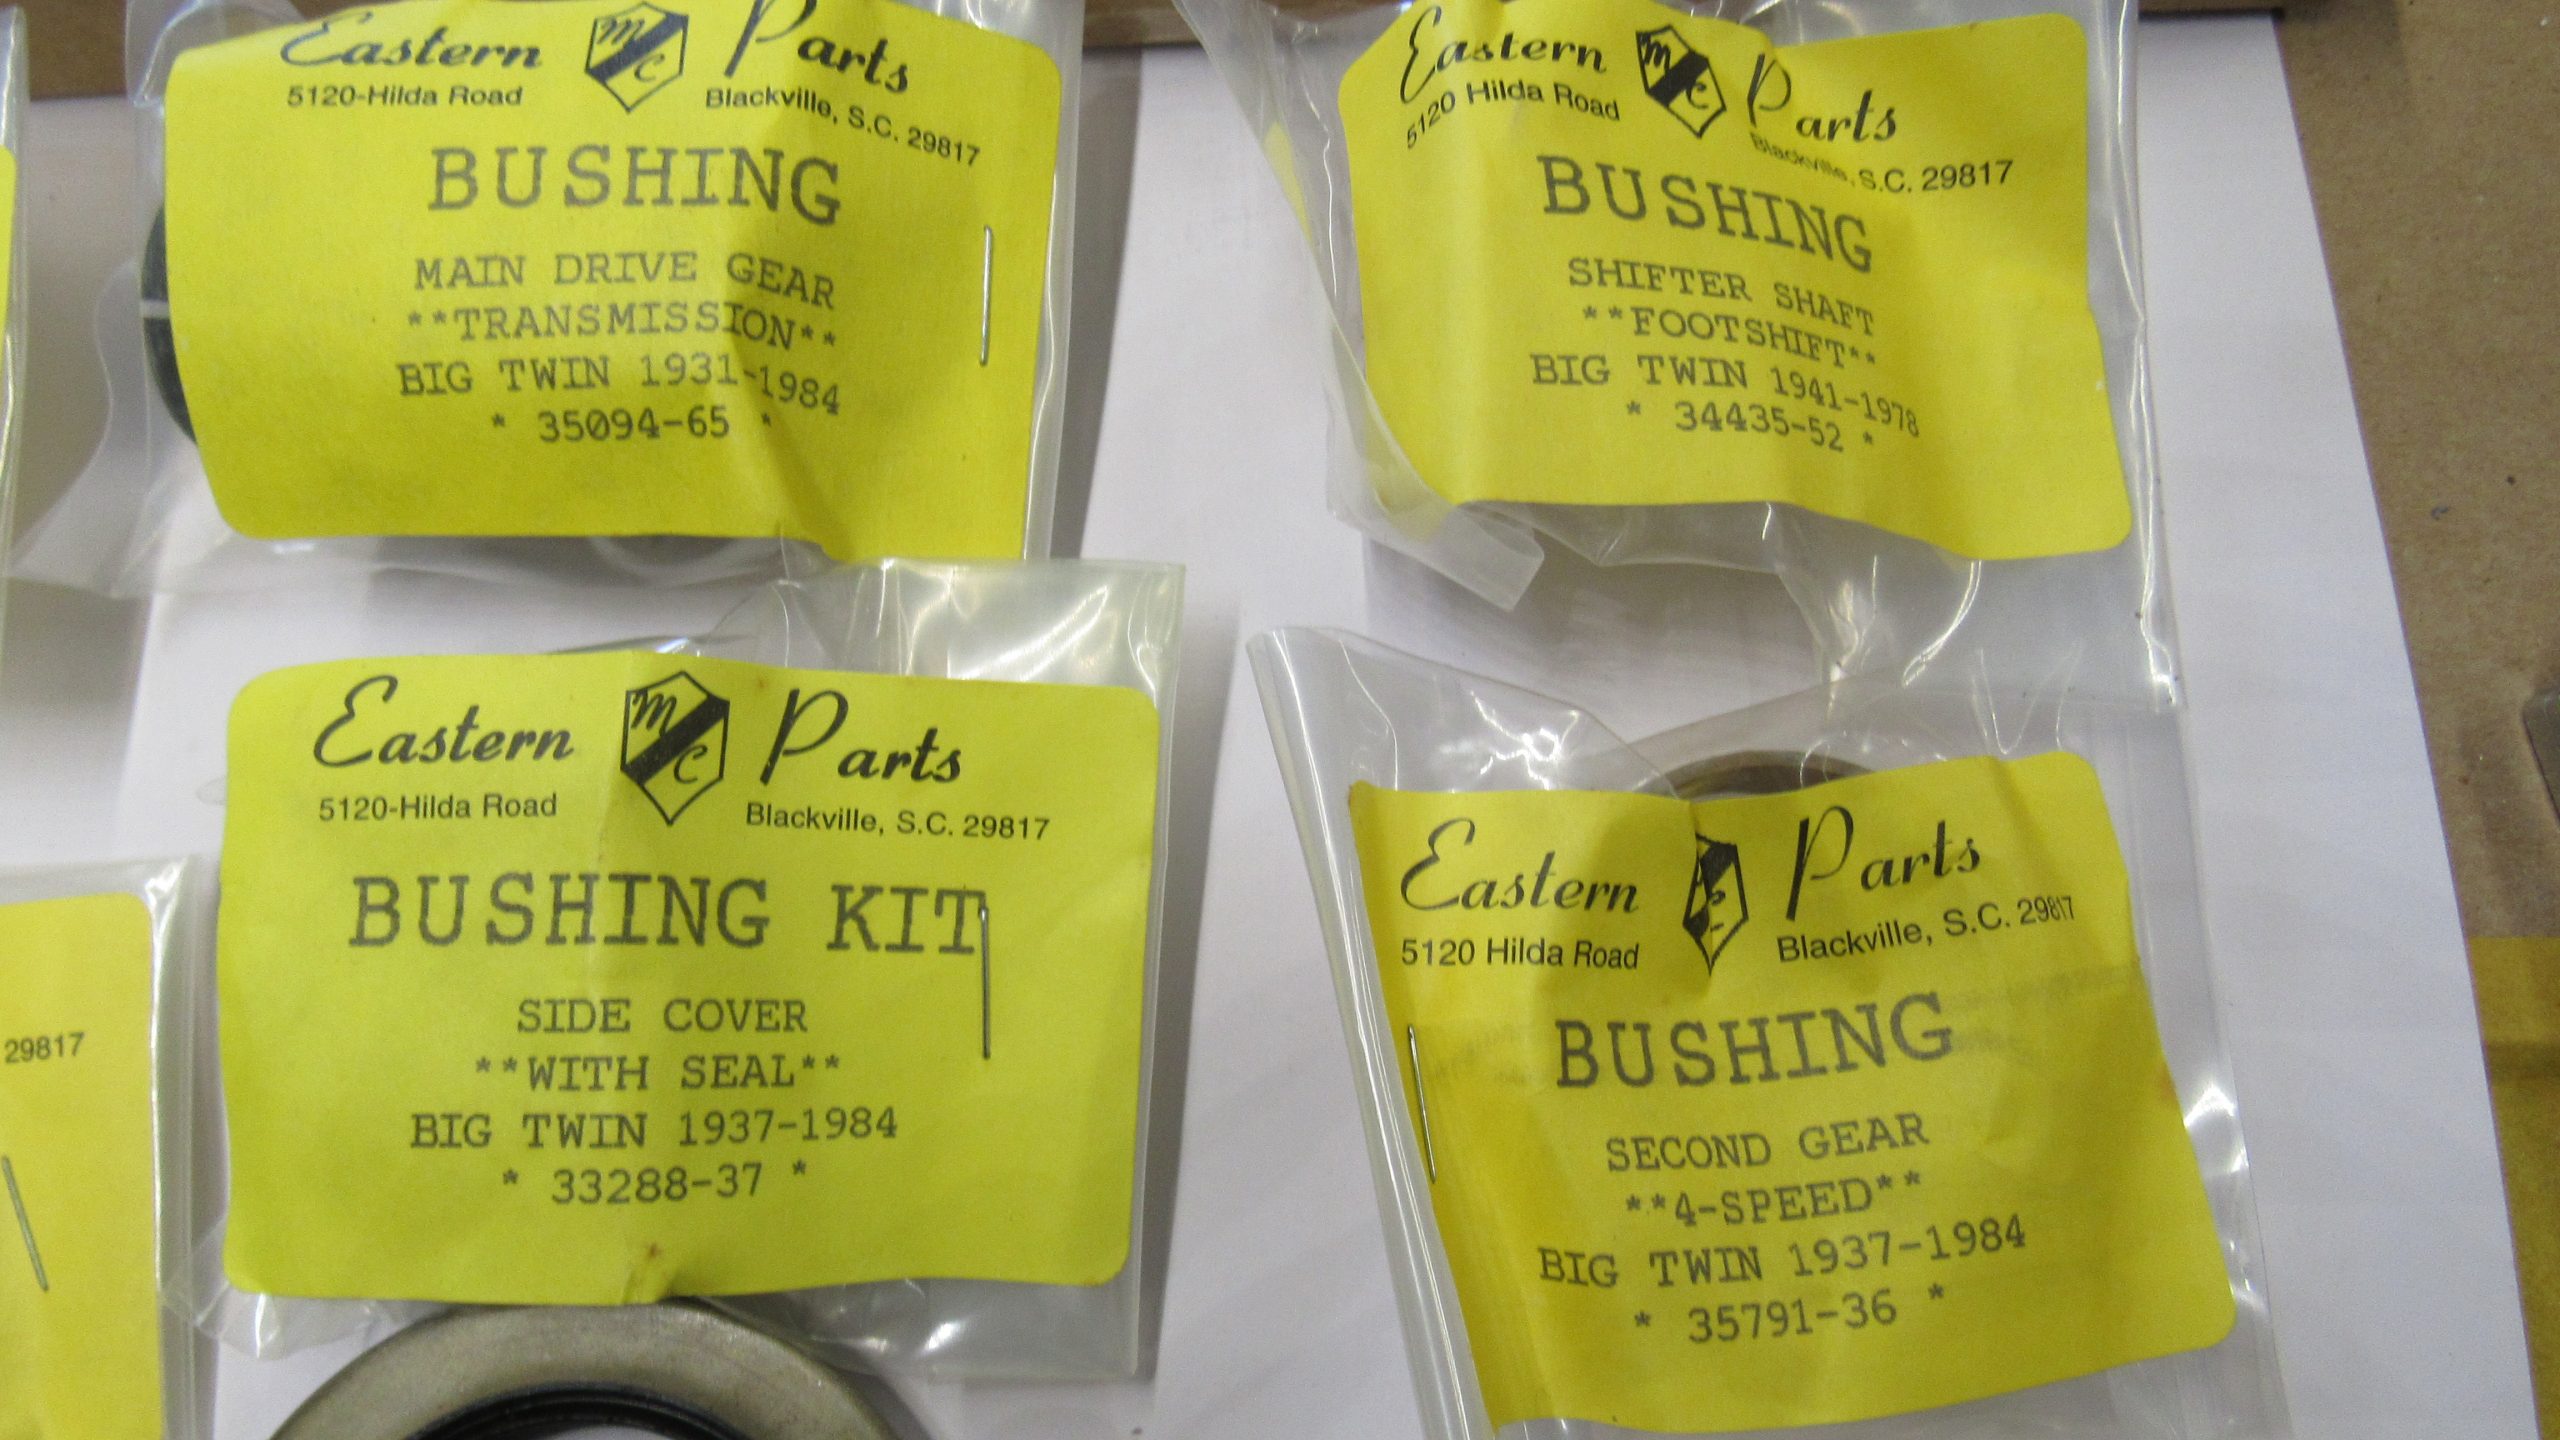 Eastern MC Parts
5120-Hilda Road Blackville, S.C. 29817
BUSHING
MAIN DRIVE GEAR
**TRANSMISSION**
BIG TWIN 1931-1984
* 35094-65 *
Eastern MC Parts
5120 Hilda Road Blackville, S.C. 29817
BUSHING
SHIFTER SHAFT
**FOOTSHIFT**
BIG TWIN 1941-1978
* 34435-52 *
Eastern MC Parts
5120-Hilda Road Blackville, S.C. 29817
BUSHING KIT
SIDE COVER
**WITH SEAL**
BIG TWIN 1937-1984
* 33288-37 *
Eastern Parts
5120 Hilda Road Blackville, S.C. 29817
BUSHING
SECOND GEAR
**4-SPEED**
BIG TWIN 1937-1984
* 35791-36 *
29817